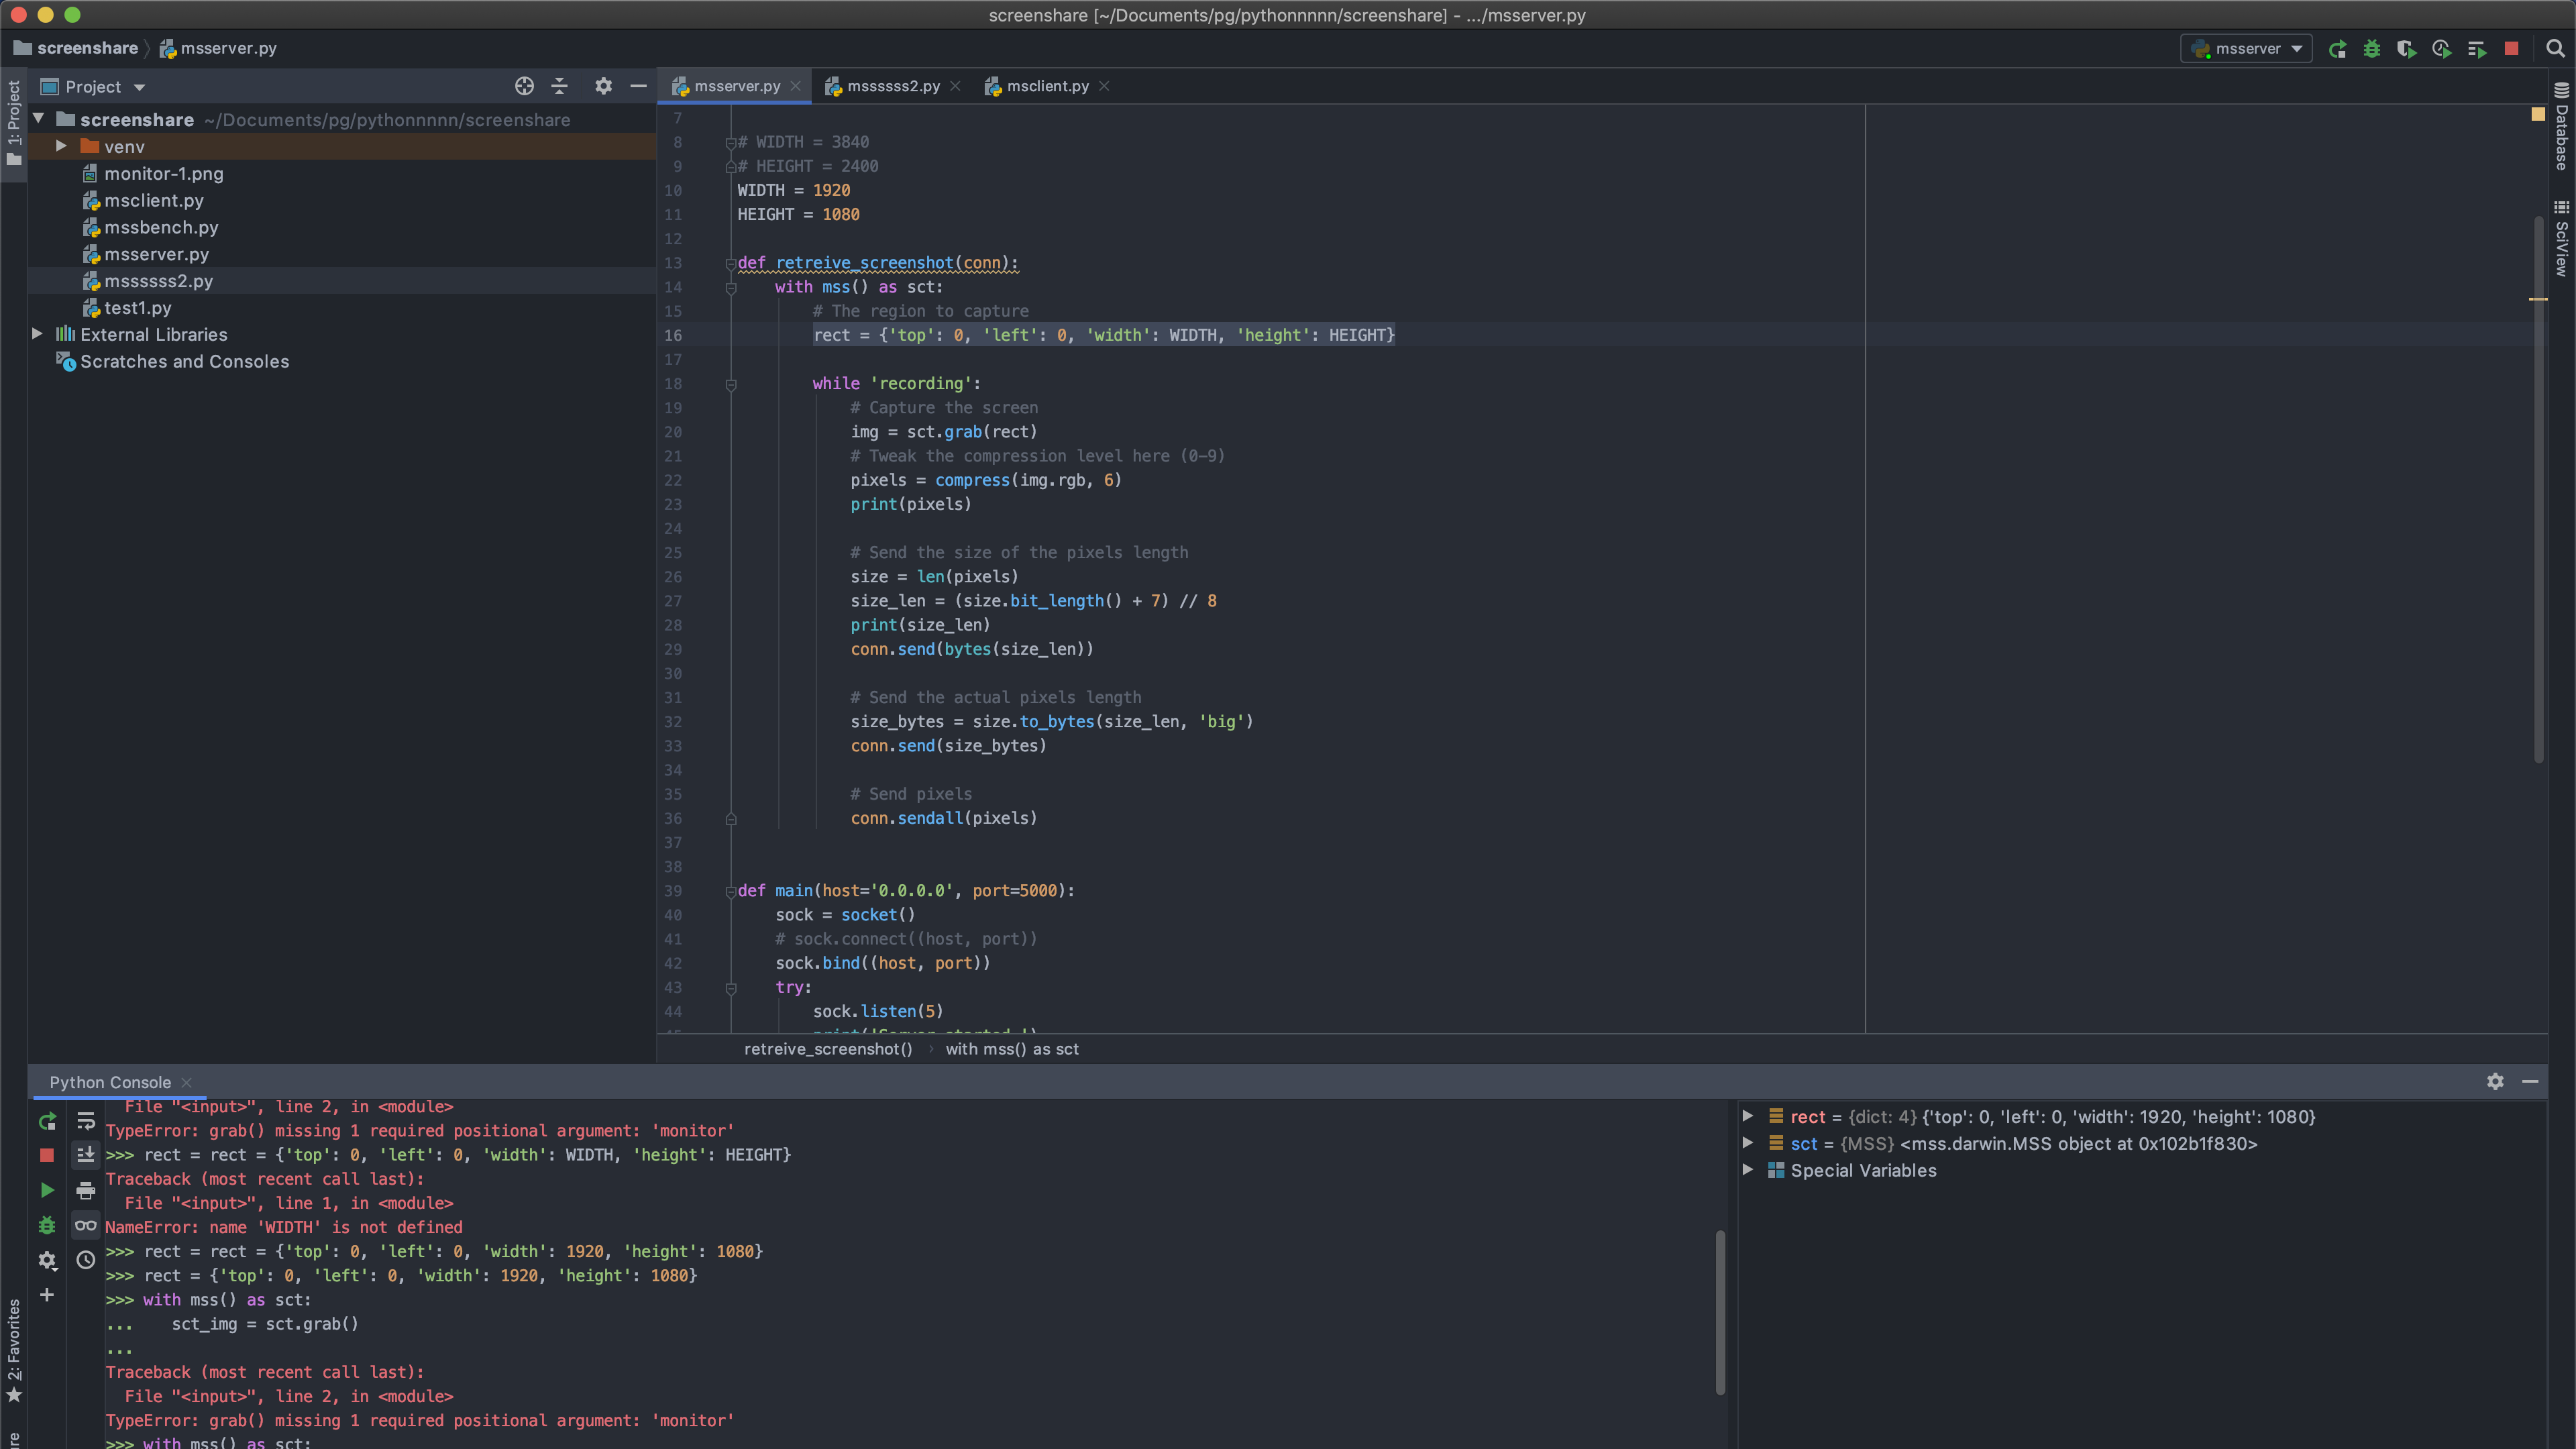 screenshare [~/Documents/pg/pythonnnnn/screenshare] - .../msserver.py
screenshare
msserver.py
msserver
1: Project
Project
screenshare ~/Documents/pg/pythonnnnn/screenshare
venv
monitor-1.png
msclient.py
mssbench.py
msserver.py
mssssss2.py
test1.py
External Libraries
Scratches and Consoles
msserver.py
mssssss2.py
msclient.py
7
8 # WIDTH = 3840
9 # HEIGHT = 2400
10 WIDTH = 1920
11 HEIGHT = 1080
12
13 def retreive_screenshot(conn):
14 with mss() as sct:
15 # The region to capture
16 rect = {'top': 0, 'left': 0, 'width': WIDTH, 'height': HEIGHT}
17
18 while 'recording':
19 # Capture the screen
20 img = sct.grab(rect)
21 # Tweak the compression level here (0-9)
22 pixels = compress(img.rgb, 6)
23 print(pixels)
24
25 # Send the size of the pixels length
26 size = len(pixels)
27 size_len = (size.bit_length() + 7) // 8
28 print(size_len)
29 conn.send(bytes(size_len))
30
31 # Send the actual pixels length
32 size_bytes = size.to_bytes(size_len, 'big')
33 conn.send(size_bytes)
34
35 # Send pixels
36 conn.sendall(pixels)
37
38
39 def main(host='0.0.0.0', port=5000):
40 sock = socket()
41 # sock.connect((host, port))
42 sock.bind((host, port))
43 try:
44 sock.listen(5)
45 print('Server started.')
retreive_screenshot()
with mss() as sct
Database
SciView
Python Console
File "<input>", line 2, in <module>
TypeError: grab() missing 1 required positional argument: 'monitor'
>>> rect = rect = {'top': 0, 'left': 0, 'width': WIDTH, 'height': HEIGHT}
Traceback (most recent call last):
File "<input>", line 1, in <module>
NameError: name 'WIDTH' is not defined
>>> rect = rect = {'top': 0, 'left': 0, 'width': 1920, 'height': 1080}
>>> rect = {'top': 0, 'left': 0, 'width': 1920, 'height': 1080}
>>> with mss() as sct:
... sct_img = sct.grab()
...
Traceback (most recent call last):
File "<input>", line 2, in <module>
TypeError: grab() missing 1 required positional argument: 'monitor'
>>> with mss() as sct:
rect = {dict: 4} {'top': 0, 'left': 0, 'width': 1920, 'height': 1080}
sct = {MSS} <mss.darwin.MSS object at 0x102b1f830>
Special Variables
2: Favorites